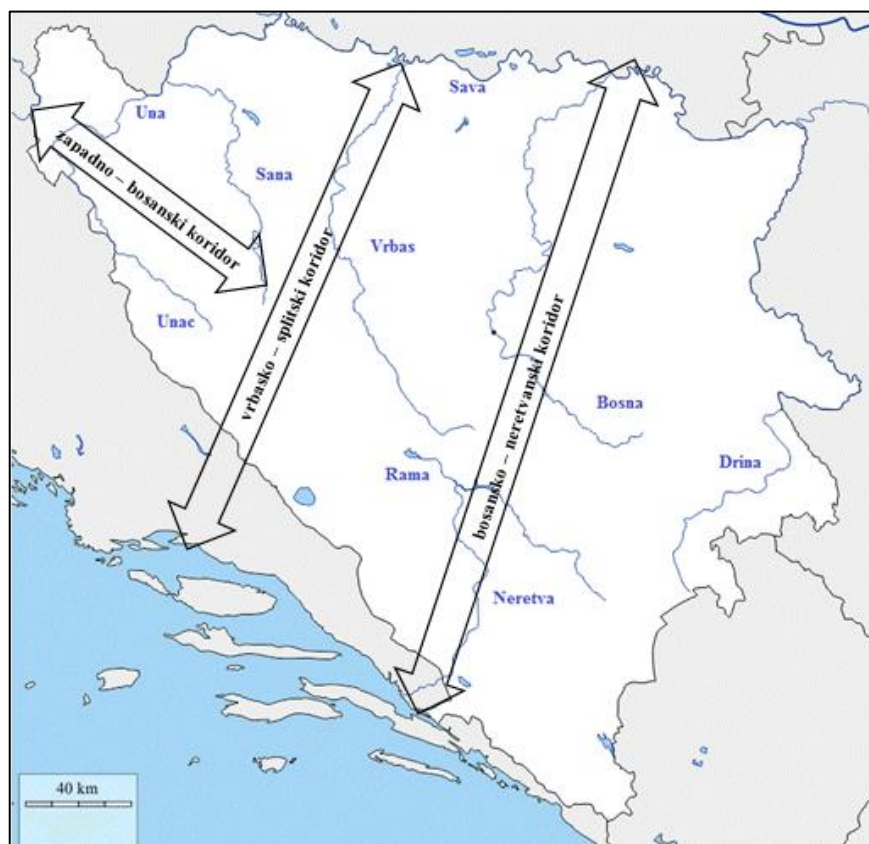 Sava
Una
zapadno – bosanski koridor
Sana
Vrbas
vrbasko – splitski koridor
Unac
bosansko – neretvanski koridor
Bosna
Drina
Rama
Neretva
40 km